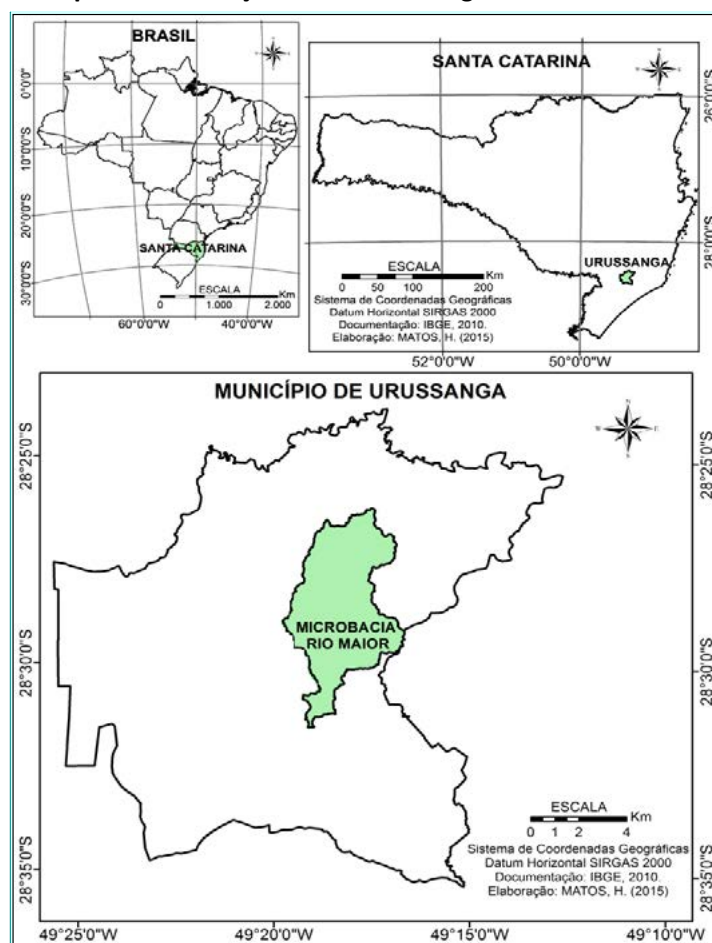 BRASIL
0°0'0"
10°0'0"S
20°0'0"S
30°0'0"S
SANTA CATARINA
ESCALA
Km
0 1.000 2.000
60°0'0"W 40°0'0"W
SANTA CATARINA
26°0'0"S
28°0'0"S
URUSSANGA
ESCALA
Km
0 50 100 200
Sistema de Coordenadas Geográficas
Datum Horizontal SIRGAS 2000
Documentação: IBGE, 2010.
Elaboração: MATOS, H. (2015)
52°0'0"W 50°0'0"W
MUNICÍPIO DE URUSSANGA
N
W E
S
28°25'0"S 28°25'0"S
MICROBACIA
RIO MAIOR
28°30'0"S 28°30'0"S
ESCALA
Km
0 1 2 4
Sistema de Coordenadas Geográficas
Datum Horizontal SIRGAS 2000
Documentação: IBGE, 2010.
Elaboração: MATOS, H. (2015)
28°35'0"S 28°35'0"S
49°25'0"W 49°20'0"W 49°15'0"W 49°10'0"W